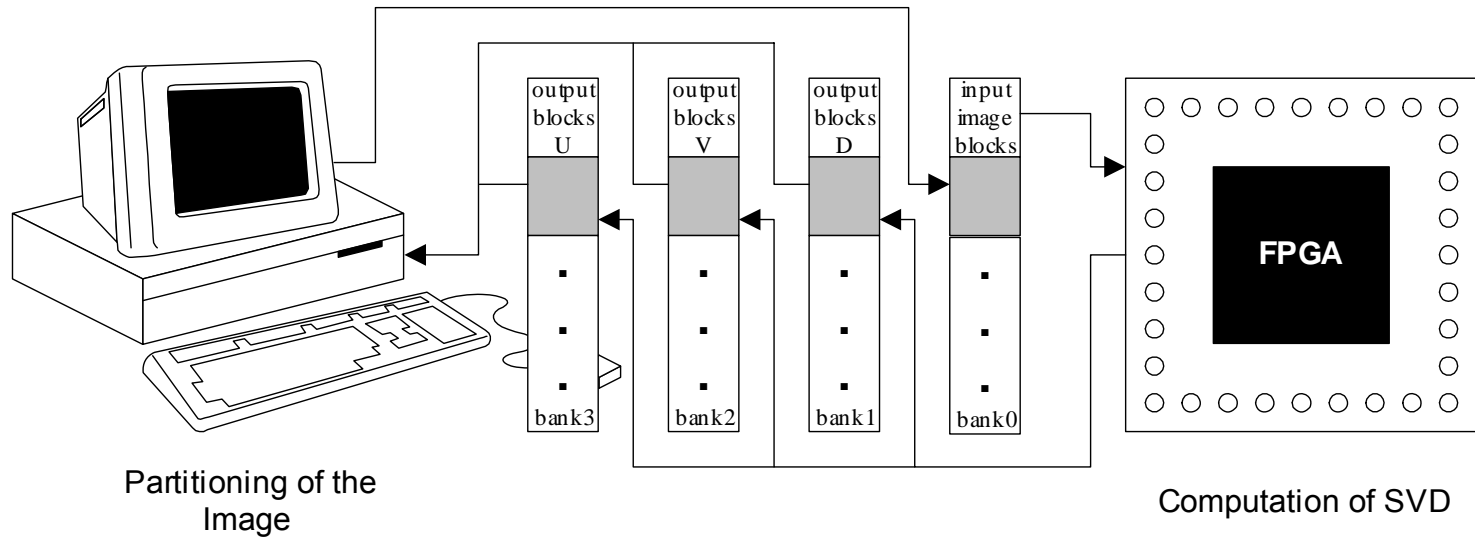 output
blocks
U
output
blocks
V
output
blocks
D
input
image
blocks
FPGA
bank3
bank2
bank1
bank0
Partitioning of the
Image
Computation of SVD